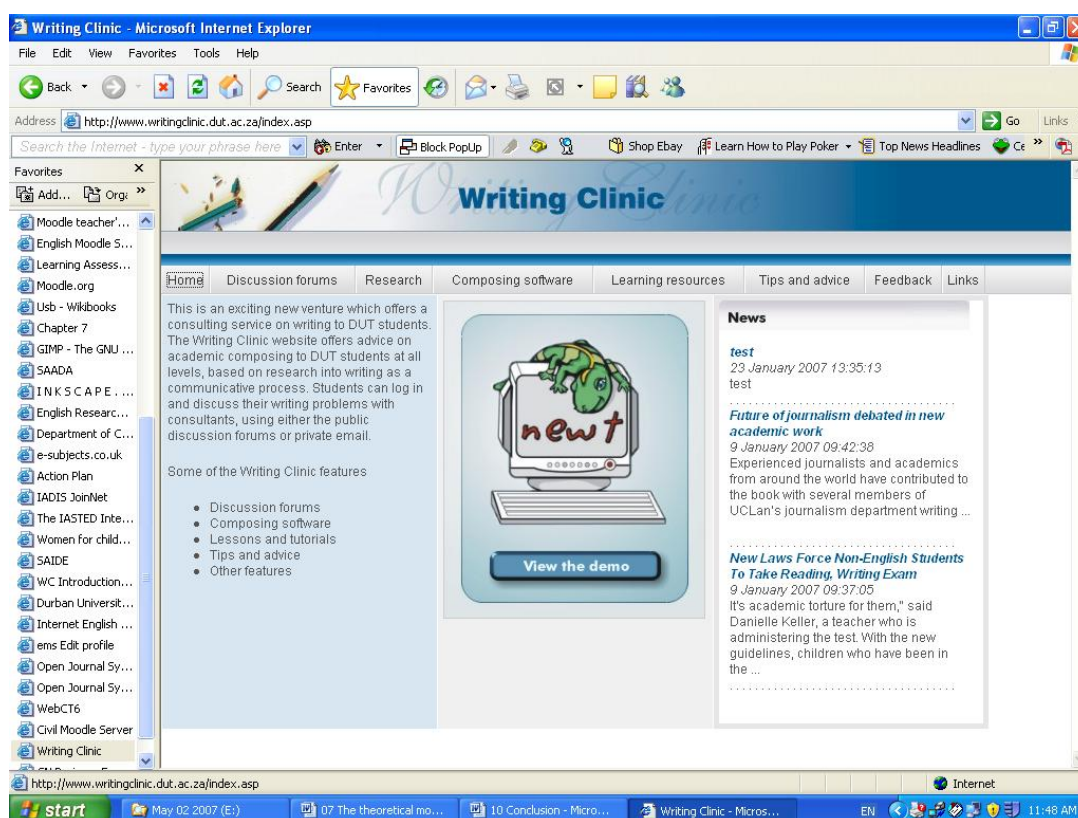 Writing Clinic - Microsoft Internet Explorer
File Edit View Favorites Tools Help
Back Search Favorites
Address http://www.writingclinic.dut.ac.za/index.asp Go Links
Search the Internet - type your phrase here Enter Block PopUp Shop Ebay Learn How to Play Poker Top News Headlines Ce »
Favorites x
Add... Orga »
Moodle teacher'...
English Moodle S...
Learning Assess...
Moodle.org
Usb - Wikibooks
Chapter 7
GIMP - The GNU ...
SAADA
I N K S C A P E . ...
English Researc...
Department of C...
e-subjects.co.uk
Action Plan
IADIS JoinNet
The IASTED Inte...
Women for child...
SAIDE
WC Introduction...
Durban Universit...
Internet English ...
ems Edit profile
Open Journal Sy...
Open Journal Sy...
WebCT6
Civil Moodle Server
Writing Clinic
Writing Clinic
Writing Clinic
Home Discussion forums Research Composing software Learning resources Tips and advice Feedback Links
This is an exciting new venture which offers a
consulting service on writing to DUT students.
The Writing Clinic website offers advice on
academic composing to DUT students at all
levels, based on research into writing as a
communicative process. Students can log in
and discuss their writing problems with
consultants, using either the public
discussion forums or private email.
Some of the Writing Clinic features
• Discussion forums
• Composing software
• Lessons and tutorials
• Tips and advice
• Other features
newt
View the demo
News
test
23 January 2007 13:35:13
test
Future of journalism debated in new
academic work
9 January 2007 09:42:38
Experienced journalists and academics
from around the world have contributed to
the book with several members of
UCLan's journalism department writing ...
New Laws Force Non-English Students
To Take Reading, Writing Exam
9 January 2007 09:37:05
It's academic torture for them," said
Danielle Keller, a teacher who is
administering the test. With the new
guidelines, children who have been in
the ...
http://www.writingclinic.dut.ac.za/index.asp Internet
start May 02 2007 (E:) 07 The theoretical mo... 10 Conclusion - Micro... Writing Clinic - Micros... EN 11:48 AM